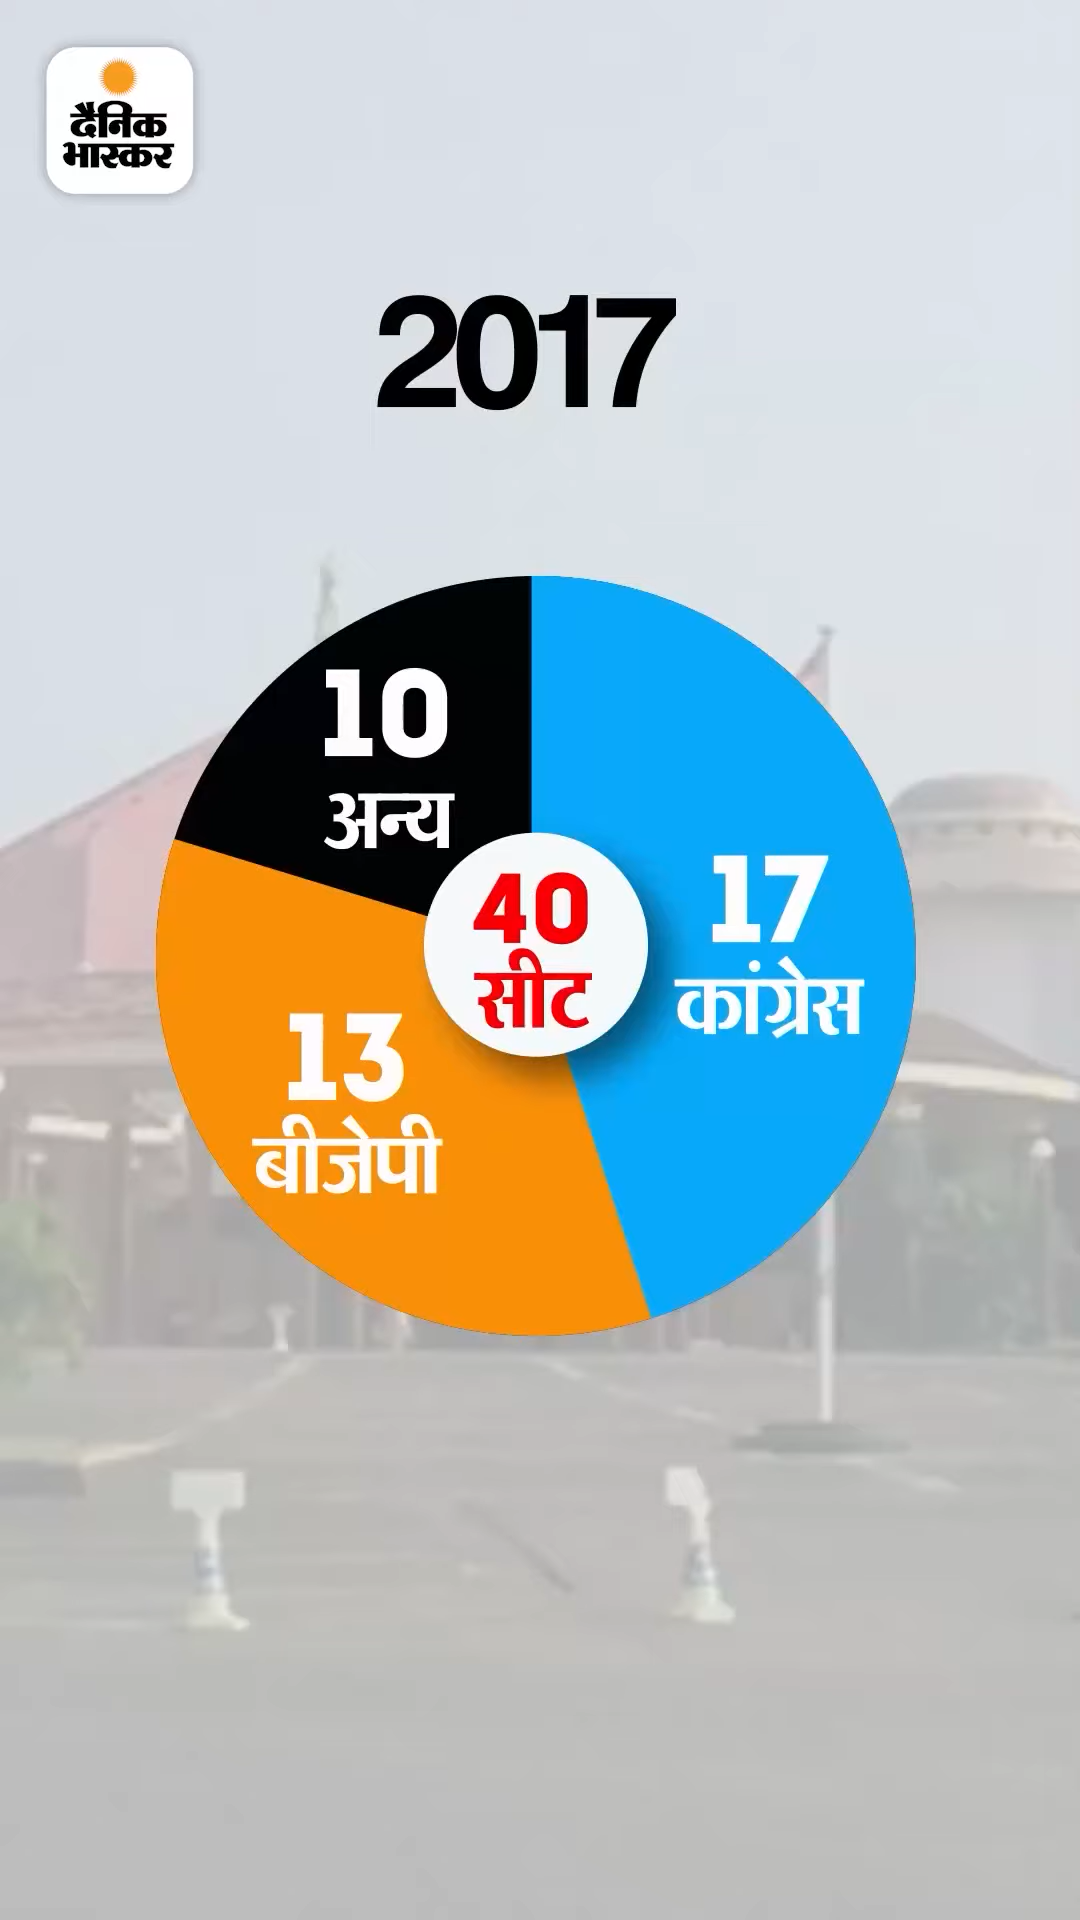 दैनिक
भास्कर
2017
10
अन्य
40
सीट
17
कांग्रेस
13
बीजेपी